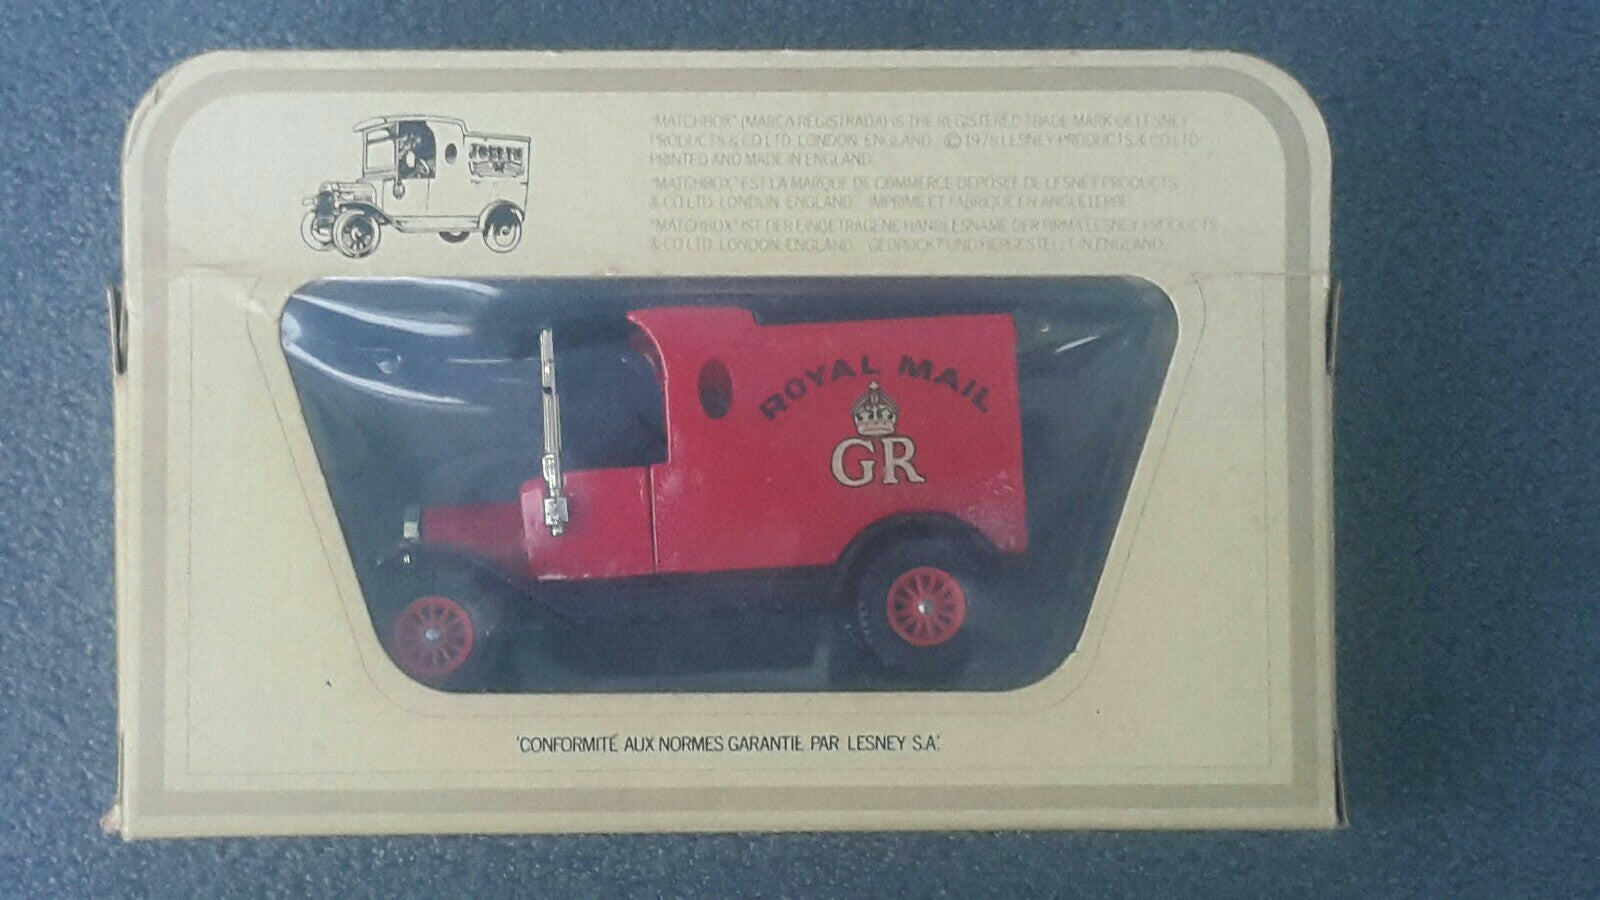 JOSEPH
"MATCHBOX" (MARCA REGISTRADA) IS THE REGISTERED TRADE MARK OF LESNEY
PRODUCTS & CO LTD. LONDON ENGLAND © 1978 LESNEY PRODUCTS & CO LTD
PRINTED AND MADE IN ENGLAND.
"MATCHBOX" EST LA MARQUE DE COMMERCE DEPOSEE DE LESNEY PRODUCTS
& CO LTD. LONDON ENGLAND IMPRIME ET FABRIQUE EN ANGLETERRE
"MATCHBOX" IST DER EINGETRAGENE HANDLESNAME DER FIRMA LESNEY PRODUCTS
& CO LTD LONDON ENGLAND GEDRUCKT UND HERGESTELLT IN ENGLAND
ROYAL MAIL
GR
'CONFORMITÉ AUX NORMES GARANTIE PAR LESNEY S.A.'